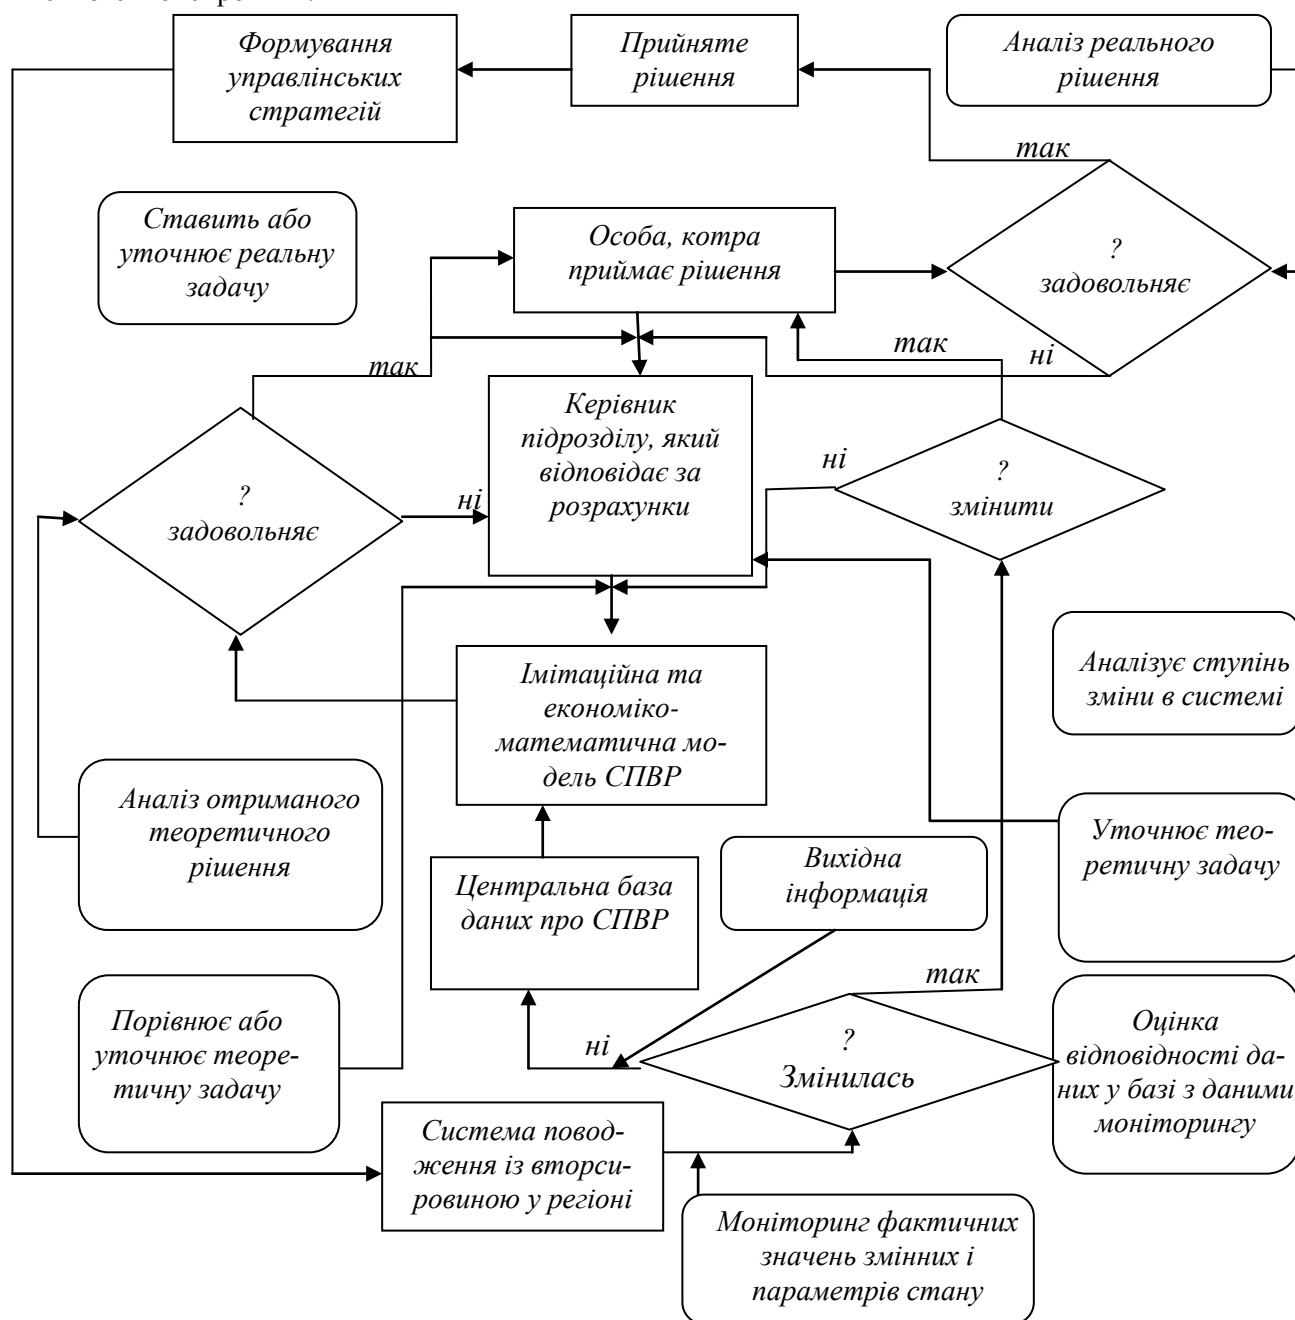 Формування
управлінських
стратегій
Прийняте
рішення
Аналіз реального
рішення
так
Ставить або
уточнює реальну
задачу
Особа, котра
приймає рішення
?
задовольняє
так
так
ні
Керівник
підрозділу, який
відповідає за
розрахунки
?
задовольняє
ні
ні
?
змінити
Імітаційна та
економіко-
математична мо-
дель СПВР
Аналізує ступінь
зміни в системі
Аналіз отриманого
теоретичного
рішення
Центральна база
даних про СПВР
Вихідна
інформація
Уточнює тео-
ретичну задачу
так
Порівнює або
уточнює теоре-
тичну задачу
ні
?
Змінилась
Оцінка
відповідності да-
них у базі з даними
моніторингу
Система повод-
ження із вторси-
ровиною у регіоні
Моніторинг фактичних
значень змінних і
параметрів стану